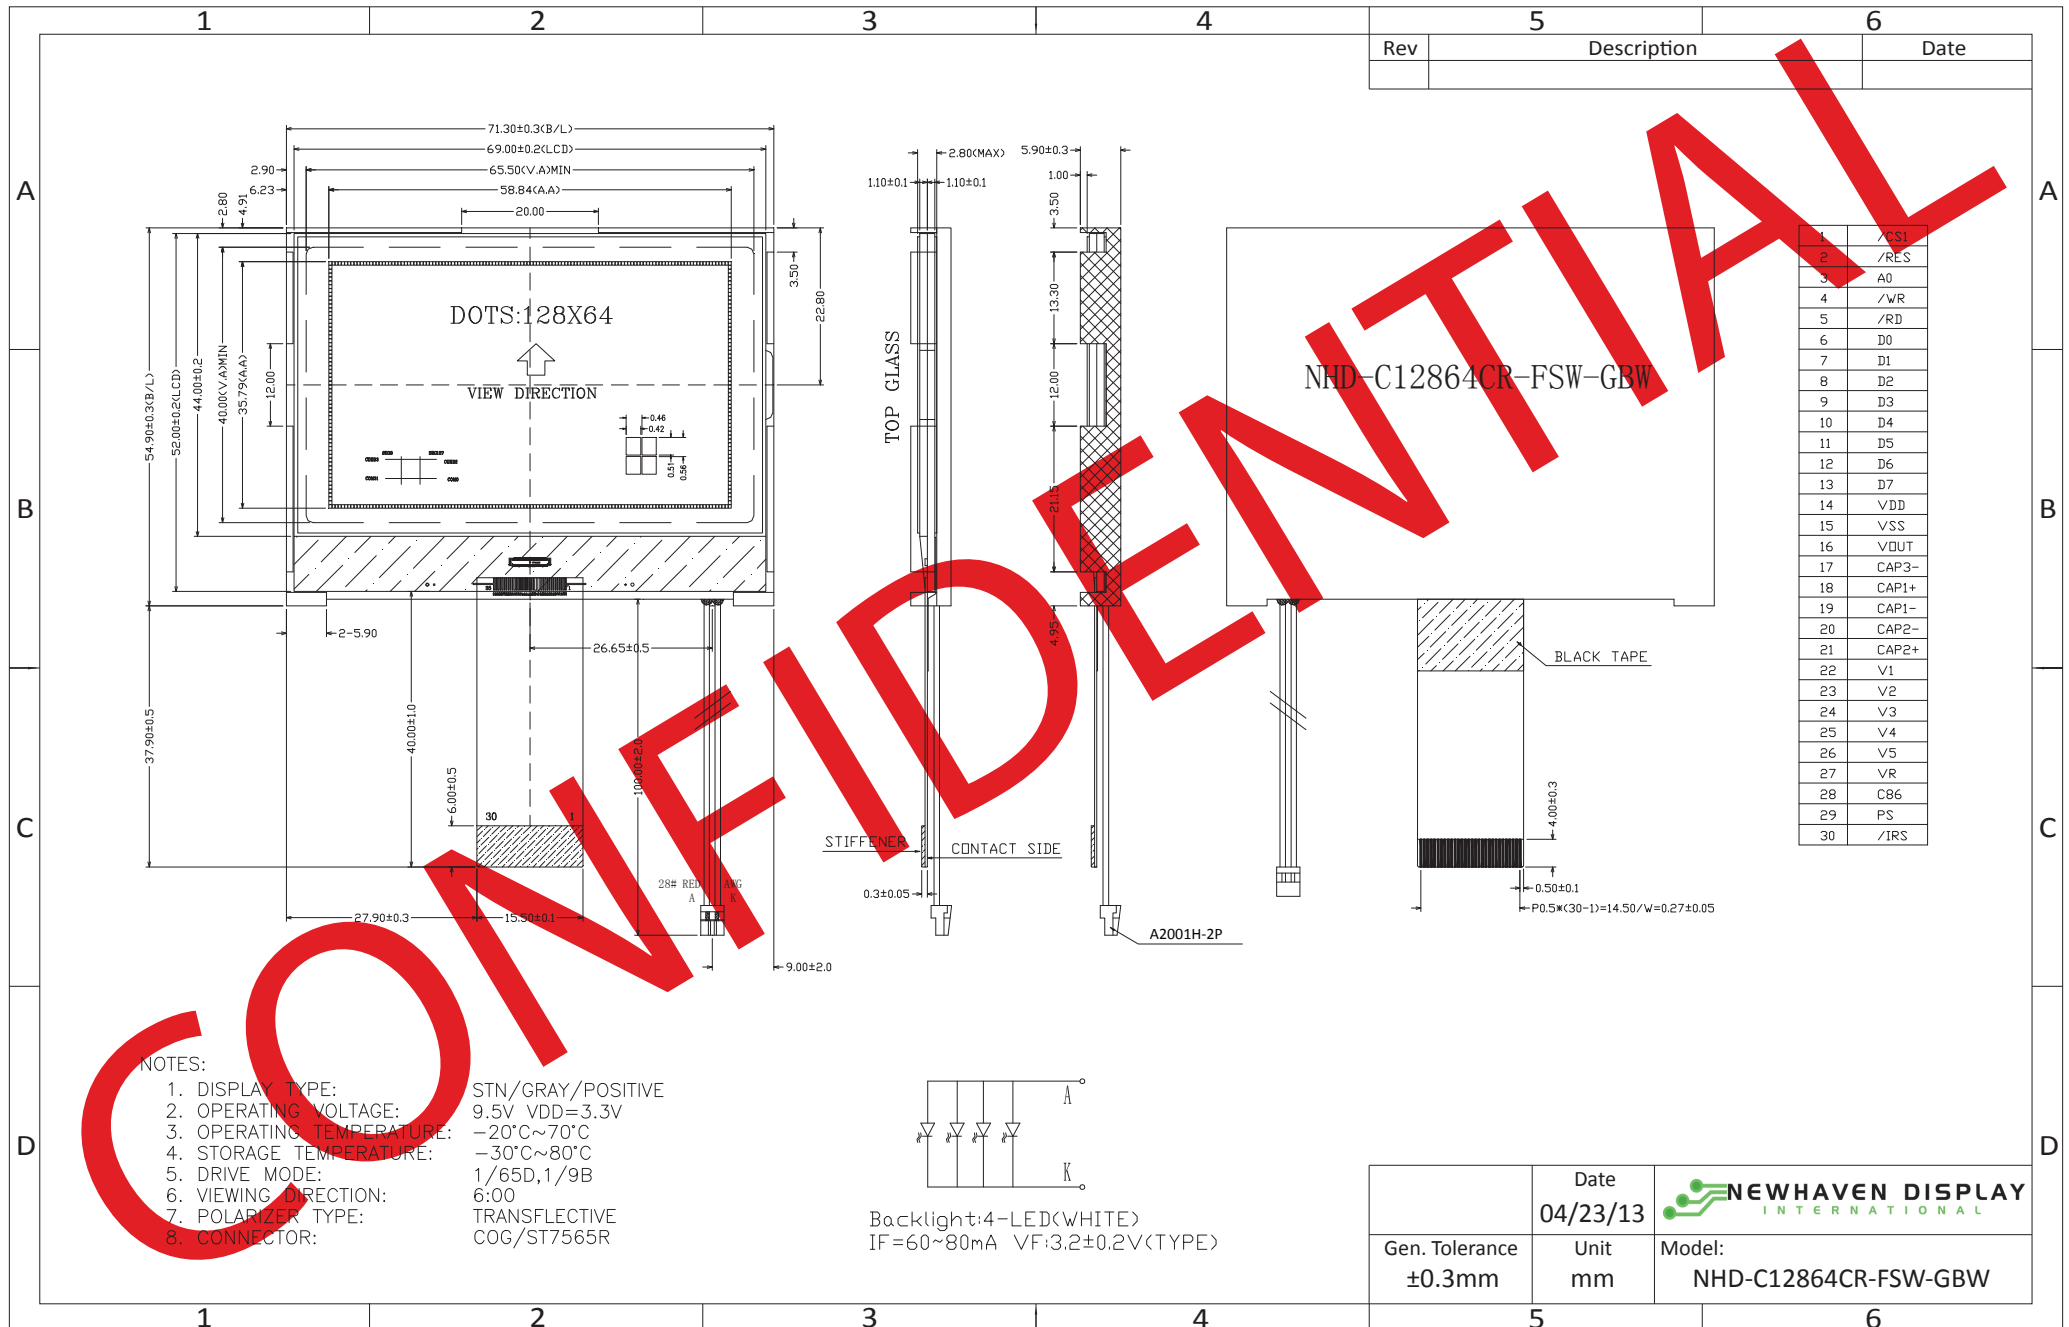 1 2 3 4 5 6
Rev Description Date
A A
B B
C C
D D
71.30±0.3(B/L)
69.00±0.2(LCD)
2.90 65.50(V.A)MIN
6.23 58.84(A.A)
20.00
2.80
4.91
54.90±0.3(B/L)
52.00±0.2(LCD)
44.00±0.2
40.00(V.A)MIN
35.79(A.A)
12.00
3.50
22.80
DOTS:128X64
VIEW DIRECTION
0.46
0.42
0.51
0.56
2-5.90
26.65±0.5
37.90±0.5
40.00±1.0
6.00±0.5
100.00±2.0
30 1
28# RED AWG
A K
27.90±0.3
15.50±0.1
9.00±2.0
2.80(MAX)
1.10±0.1 1.10±0.1
TOP GLASS
STIFFENER
CONTACT SIDE
0.3±0.05
5.90±0.3
1.00
3.50
13.30
12.00
21.15
4.95
A2001H-2P
NHD-C12864CR-FSW-GBW
BLACK TAPE
4.00±0.3
0.50±0.1
P0.5*(30-1)=14.50/W=0.27±0.05
1 /CS1
2 /RES
3 A0
4 /WR
5 /RD
6 D0
7 D1
8 D2
9 D3
10 D4
11 D5
12 D6
13 D7
14 VDD
15 VSS
16 VOUT
17 CAP3-
18 CAP1+
19 CAP1-
20 CAP2-
21 CAP2+
22 V1
23 V2
24 V3
25 V4
26 V5
27 VR
28 C86
29 PS
30 /IRS
CONFIDENTIAL
NOTES:
1. DISPLAY TYPE: STN/GRAY/POSITIVE
2. OPERATING VOLTAGE: 9.5V VDD=3.3V
3. OPERATING TEMPERATURE: -20°C~70°C
4. STORAGE TEMPERATURE: -30°C~80°C
5. DRIVE MODE: 1/65D,1/9B
6. VIEWING DIRECTION: 6:00
7. POLARIZER TYPE: TRANSFLECTIVE
8. CONNECTOR: COG/ST7565R
A
K
Backlight:4-LED(WHITE)
IF=60~80mA VF:3.2±0.2V(TYPE)
Date
04/23/13
NEWHAVEN DISPLAY
INTERNATIONAL
Gen. Tolerance
±0.3mm
Unit
mm
Model:
NHD-C12864CR-FSW-GBW
1 2 3 4 5 6